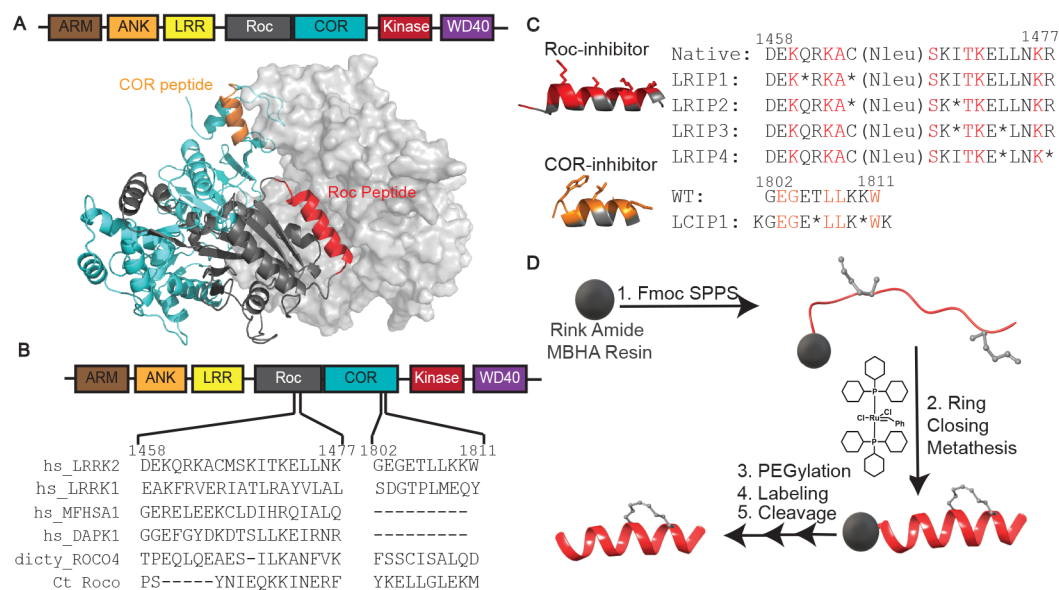 A
ARM ANK LRR Roc COR Kinase WD40
COR peptide
Roc Peptide
B
ARM ANK LRR Roc COR Kinase WD40
1458 1477 1802 1811
hs_LRRK2 DEKQRKACMSKITKELLNK GEGETLLKKW
hs_LRRK1 EAKFRVERIATLRAYVLAL SDGTPLMEQY
hs_MFHSA1 GERELEEKCLDIHRQIALQ ----------
hs_DAPK1 GGEFGYDKDTSLLKEIRNR ----------
dicty_ROCO4 TPEQLQEAES-ILKANFVK FSSCISALQD
Ct Roco PS-----YNIEQKKINERF YKELLGLEKM
C
Roc-inhibitor
1458 1477
Native: DEKQRKAC(Nleu)SKITKELLNKR
LRIP1: DEK*RKA*(Nleu)SKITKELLNKR
LRIP2: DEKQRKA*(Nleu)SK*TKELLNKR
LRIP3: DEKQRKAC(Nleu)SK*TKE*LNKR
LRIP4: DEKQRKAC(Nleu)SKITKE*LNK*
COR-inhibitor
1802 1811
WT: GEGETLLKKW
LCIP1: KGEGE*LLK*WK
D
Rink Amide
MBHA Resin
1. Fmoc SPPS
P
Cl
Cl-Ru
Ph
P
2. Ring
Closing
Metathesis
3. PEGylation
4. Labeling
5. Cleavage